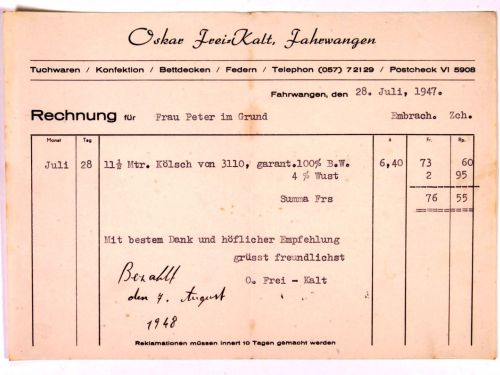 Oskar Frei-Kalt, Fahrwangen
Tuchwaren / Konfektion / Bettdecken / Federn / Telephon (057) 72129 / Postcheck VI 5908
Fahrwangen, den 28. Juli, 1947.
Rechnung für Frau Peter im Grund Embrach. Zch.
Monat Tag à Fr. Rp.
Juli 28 11½ Mtr. Kölsch von 3110, garant.100% B.W. 6,40 73 60
4 % Wust 2 95
Summa Frs 76 55
Mit bestem Dank und höflicher Empfehlung
grüsst freundlichst
O. Frei - Kalt
Bezahlt
den 7. August
1948
Reklamationen müssen innert 10 Tagen gemacht werden